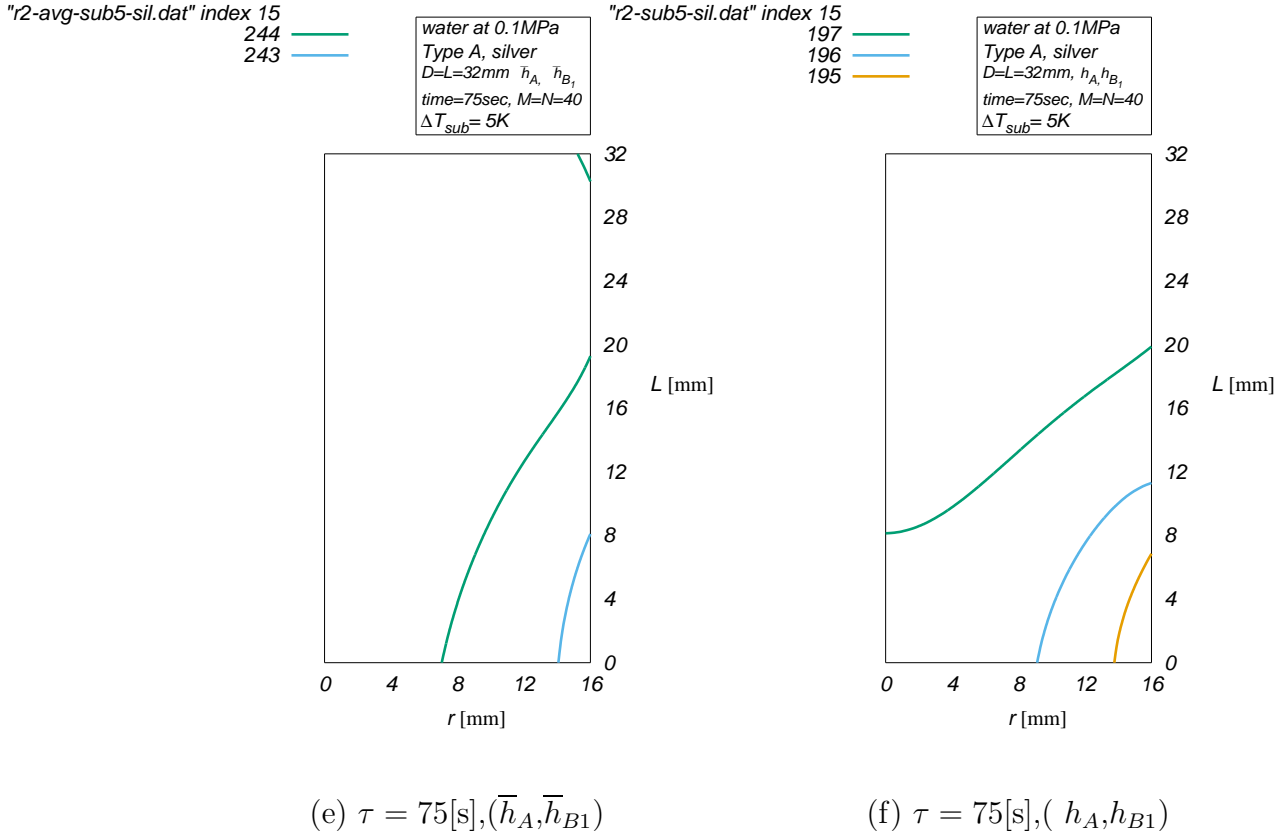 "r2-avg-sub5-sil.dat" index 15
244
243
water at 0.1MPa
Type A, silver
D=L=32mm h̅A, h̅B1
time=75sec, M=N=40
ΔTsub= 5K
32
28
24
20
16
12
8
4
0
L [mm]
0 4 8 12 16
r [mm]
(e) τ = 75[s],(h̅A,h̅B1)
"r2-sub5-sil.dat" index 15
197
196
195
water at 0.1MPa
Type A, silver
D=L=32mm, hA,hB1
time=75sec, M=N=40
ΔTsub= 5K
32
28
24
20
16
12
8
4
0
L [mm]
0 4 8 12 16
r [mm]
(f) τ = 75[s],( hA,hB1)